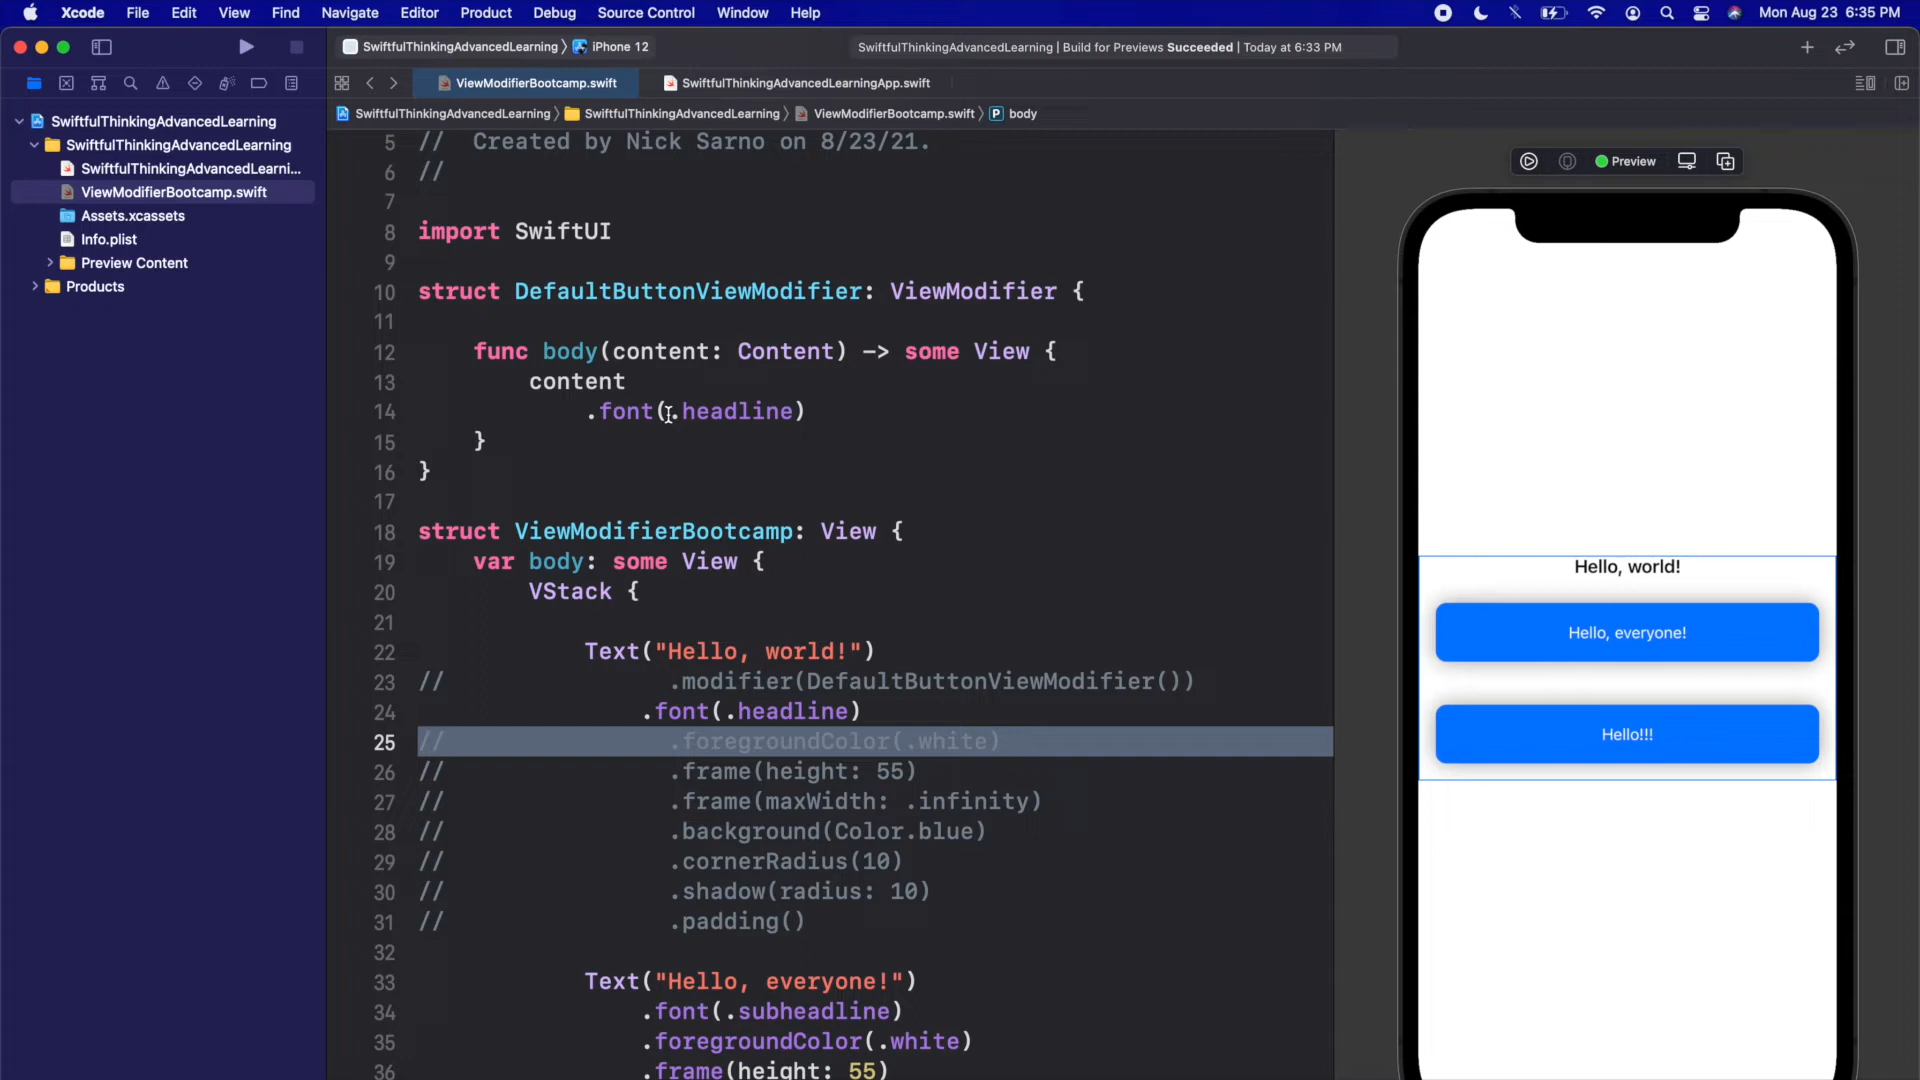 Xcode File Edit View Find Navigate Editor Product Debug Source Control Window Help Mon Aug 23 6:35 PM
SwiftfulThinkingAdvancedLearning 〉 iPhone 12 SwiftfulThinkingAdvancedLearning | Build for Previews Succeeded | Today at 6:33 PM
ViewModifierBootcamp.swift SwiftfulThinkingAdvancedLearningApp.swift
SwiftfulThinkingAdvancedLearning 〉 SwiftfulThinkingAdvancedLearning 〉 ViewModifierBootcamp.swift 〉 P body
SwiftfulThinkingAdvancedLearning
SwiftfulThinkingAdvancedLearning
SwiftfulThinkingAdvancedLearni...
ViewModifierBootcamp.swift
Assets.xcassets
Info.plist
Preview Content
Products
5 //  Created by Nick Sarno on 8/23/21.
6 //
7
8 import SwiftUI
9
10 struct DefaultButtonViewModifier: ViewModifier {
11
12     func body(content: Content) -> some View {
13         content
14             .font(.headline)
15     }
16 }
17
18 struct ViewModifierBootcamp: View {
19     var body: some View {
20         VStack {
21
22             Text("Hello, world!")
23 //                .modifier(DefaultButtonViewModifier())
24                 .font(.headline)
25 //                .foregroundColor(.white)
26 //                .frame(height: 55)
27 //                .frame(maxWidth: .infinity)
28 //                .background(Color.blue)
29 //                .cornerRadius(10)
30 //                .shadow(radius: 10)
31 //                .padding()
32
33             Text("Hello, everyone!")
34                 .font(.subheadline)
35                 .foregroundColor(.white)
36                 .frame(height: 55)
Preview
Hello, world!
Hello, everyone!
Hello!!!